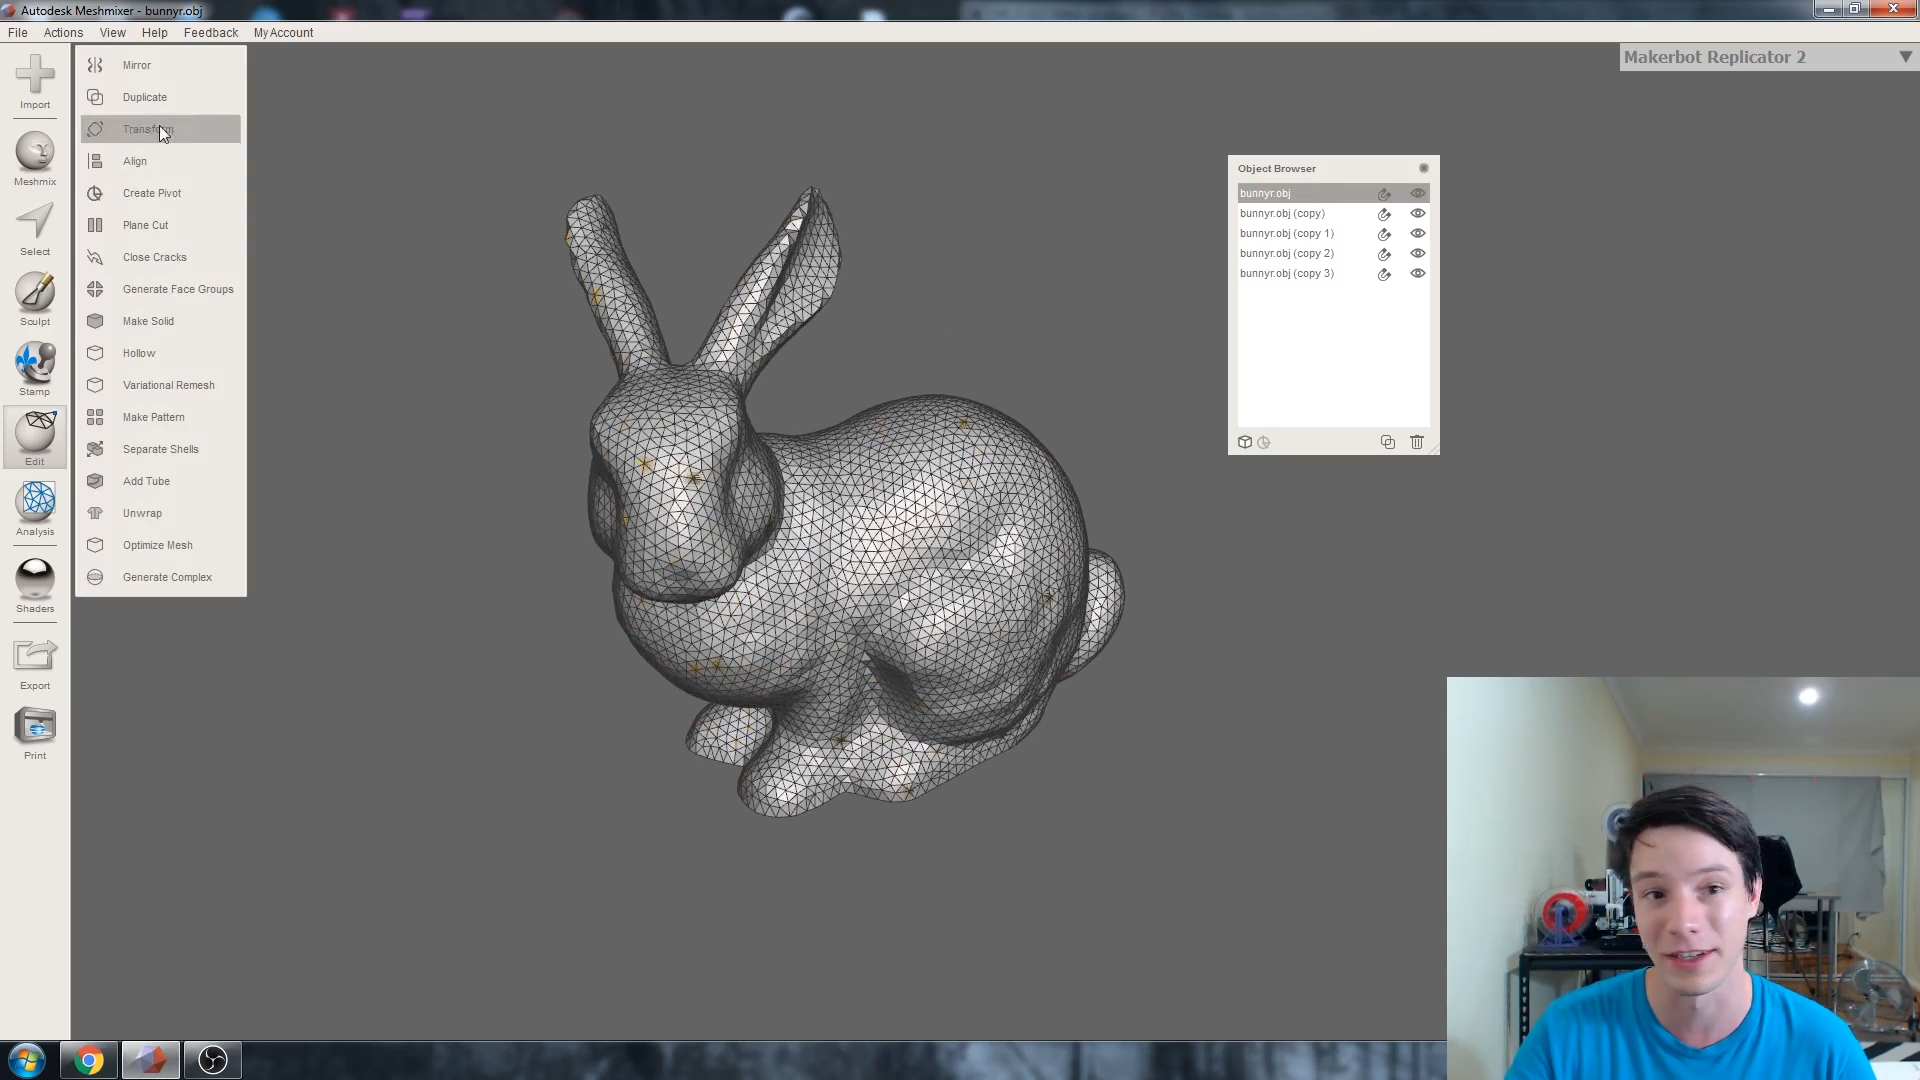 Autodesk Meshmixer - bunnyr.obj
File Actions View Help Feedback My Account
Import
Meshmix
Select
Sculpt
Stamp
Edit
Analysis
Shaders
Export
Print
Mirror
Duplicate
Transform
Align
Create Pivot
Plane Cut
Close Cracks
Generate Face Groups
Make Solid
Hollow
Variational Remesh
Make Pattern
Separate Shells
Add Tube
Unwrap
Optimize Mesh
Generate Complex
Makerbot Replicator 2
Object Browser
bunnyr.obj
bunnyr.obj (copy)
bunnyr.obj (copy 1)
bunnyr.obj (copy 2)
bunnyr.obj (copy 3)